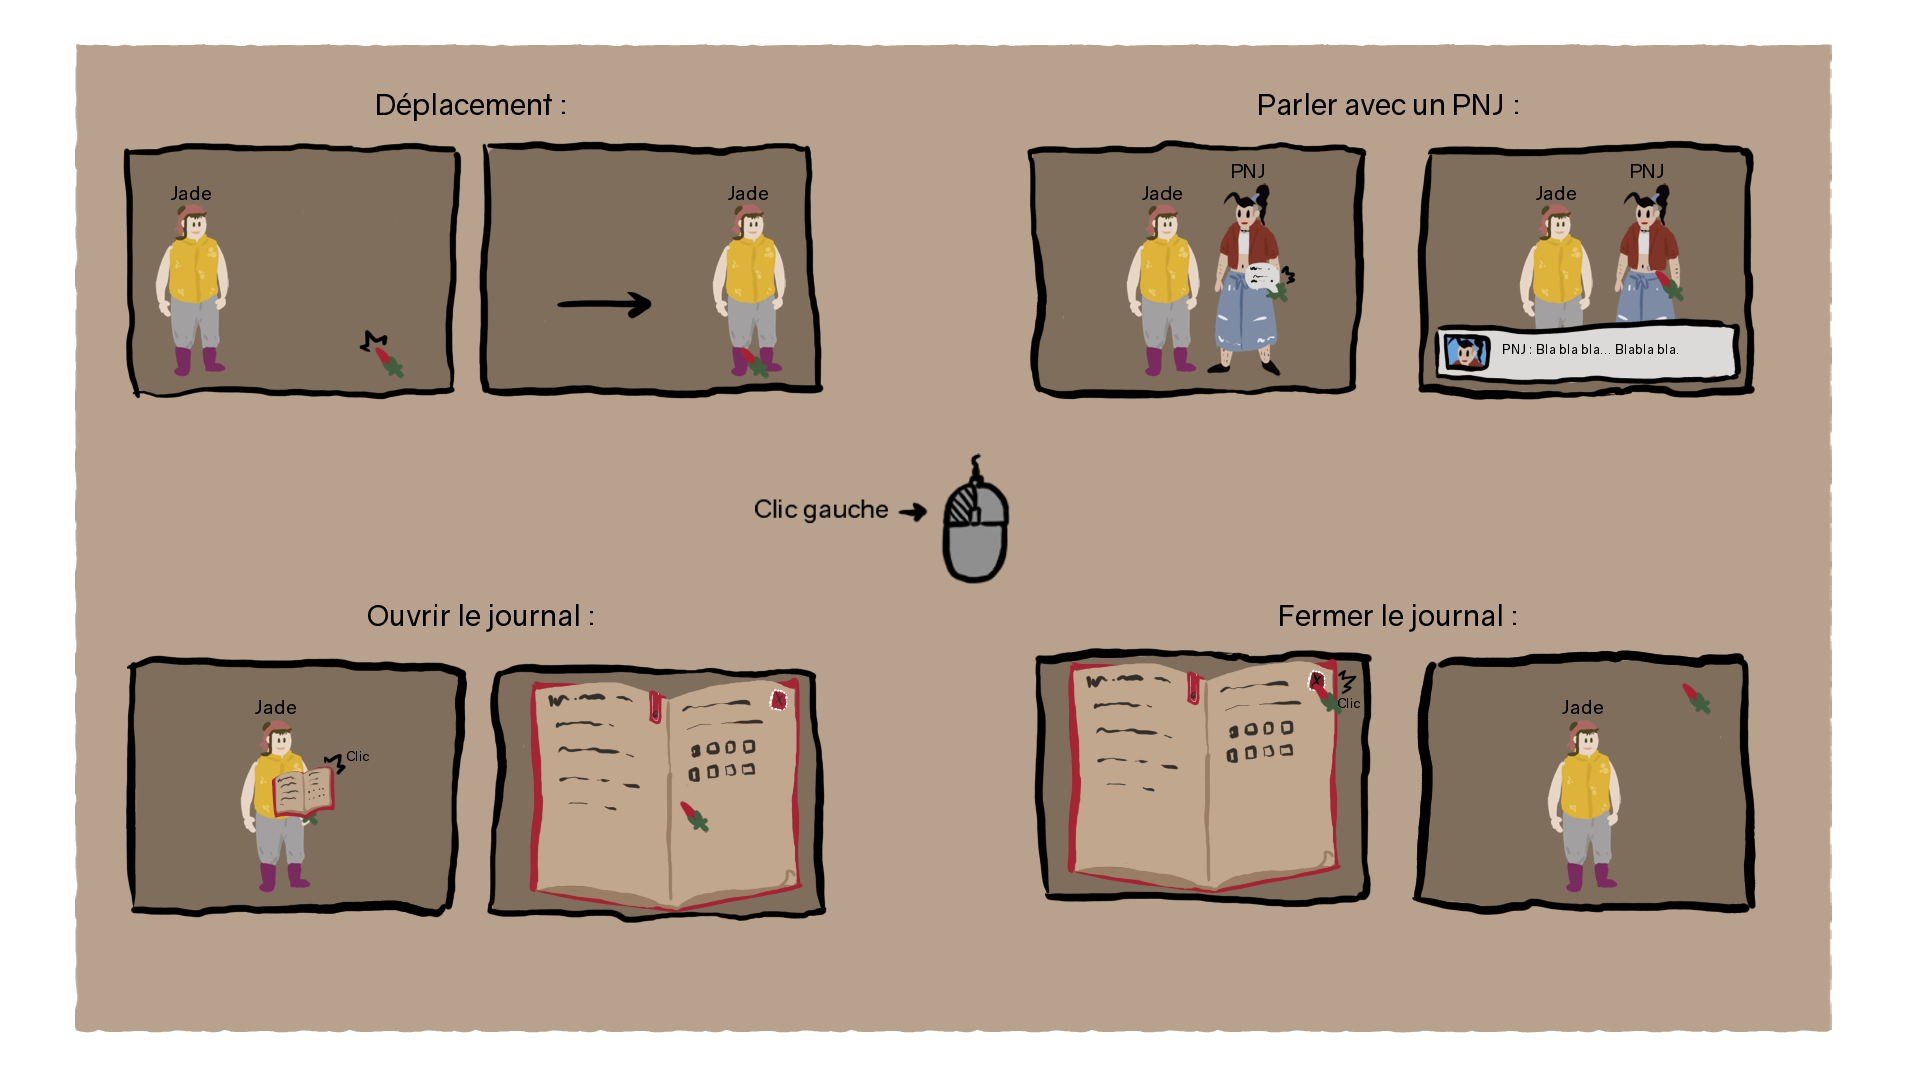 Déplacement :
Jade
Jade
Parler avec un PNJ :
Jade
PNJ
Jade
PNJ
PNJ : Bla bla bla... Blabla bla.
Clic gauche
Ouvrir le journal :
Jade
Clic
Fermer le journal :
Clic
Jade